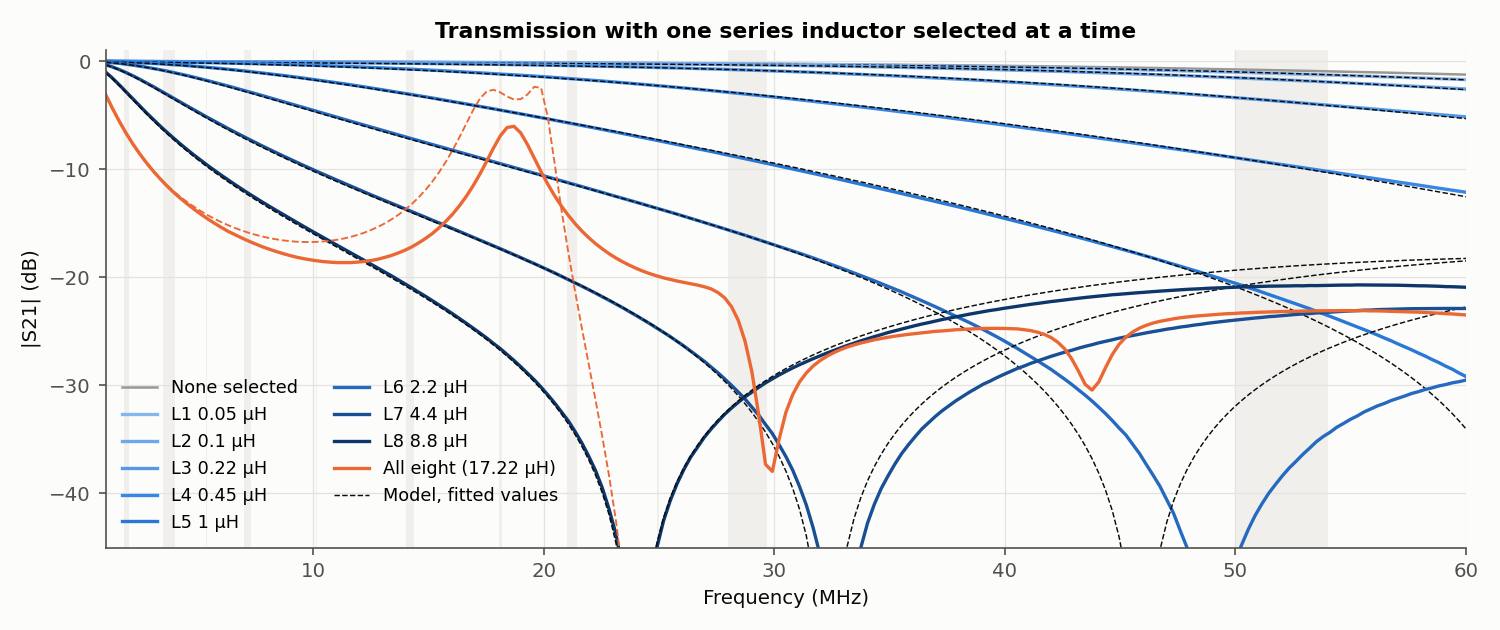 Transmission with one series inductor selected at a time
|S21| (dB)
0
−10
−20
−30
−40
None selected
L1 0.05 µH
L2 0.1 µH
L3 0.22 µH
L4 0.45 µH
L5 1 µH
L6 2.2 µH
L7 4.4 µH
L8 8.8 µH
All eight (17.22 µH)
Model, fitted values
10 20 30 40 50 60
Frequency (MHz)